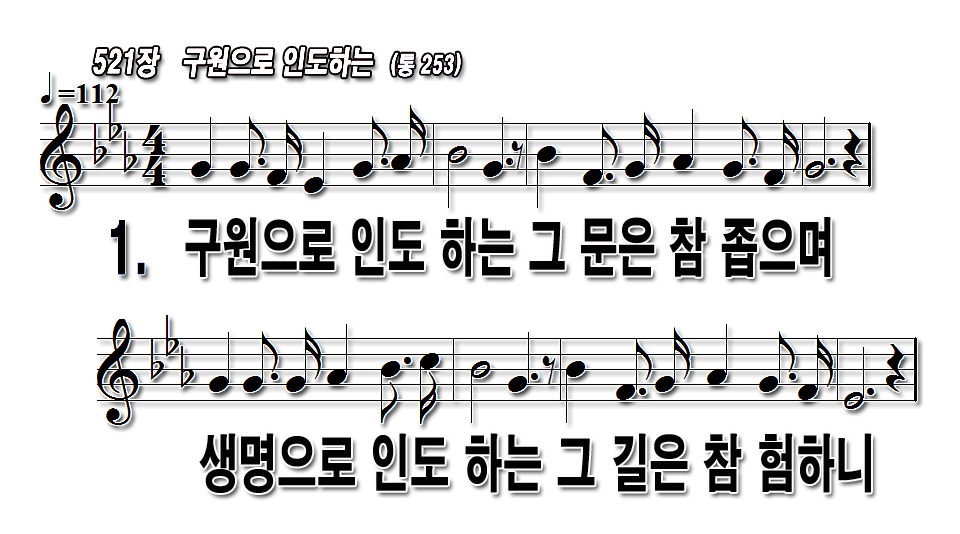 521장 구원으로 인도하는 (통 253)
♩=112
1. 구원으로 인도 하는 그 문은 참 좁으며
생명으로 인도 하는 그 길은 참 험하니